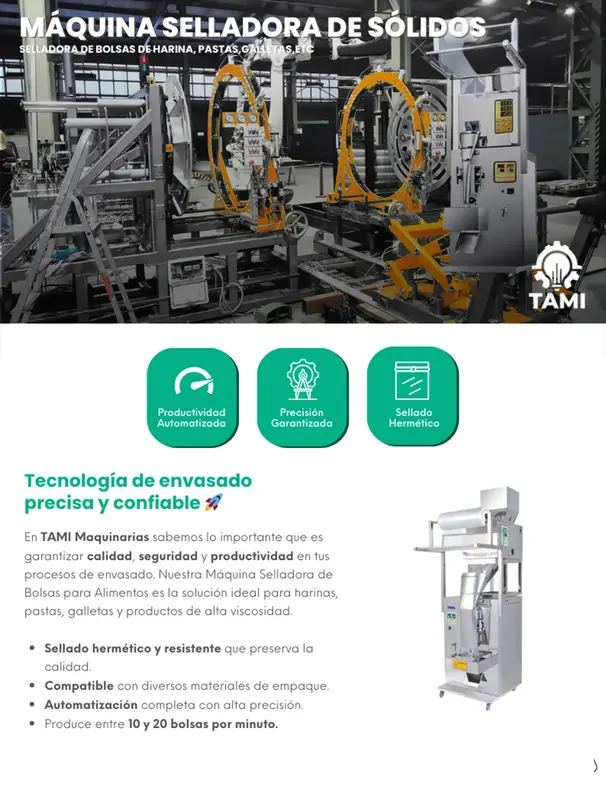 MÁQUINA SELLADORA DE SÓLIDOS
SELLADORA DE BOLSAS DE HARINA, PASTAS,GALLETAS,ETC
TAMI
Productividad
Automatizada
Precisión
Garantizada
Sellado
Hermético
Tecnología de envasado
precisa y confiable 🚀
En TAMI Maquinarias sabemos lo importante que es
garantizar calidad, seguridad y productividad en tus
procesos de envasado. Nuestra Máquina Selladora de
Bolsas para Alimentos es la solución ideal para harinas,
pastas, galletas y productos de alta viscosidad.
• Sellado hermético y resistente que preserva la
calidad.
• Compatible con diversos materiales de empaque.
• Automatización completa con alta precisión.
• Produce entre 10 y 20 bolsas por minuto.